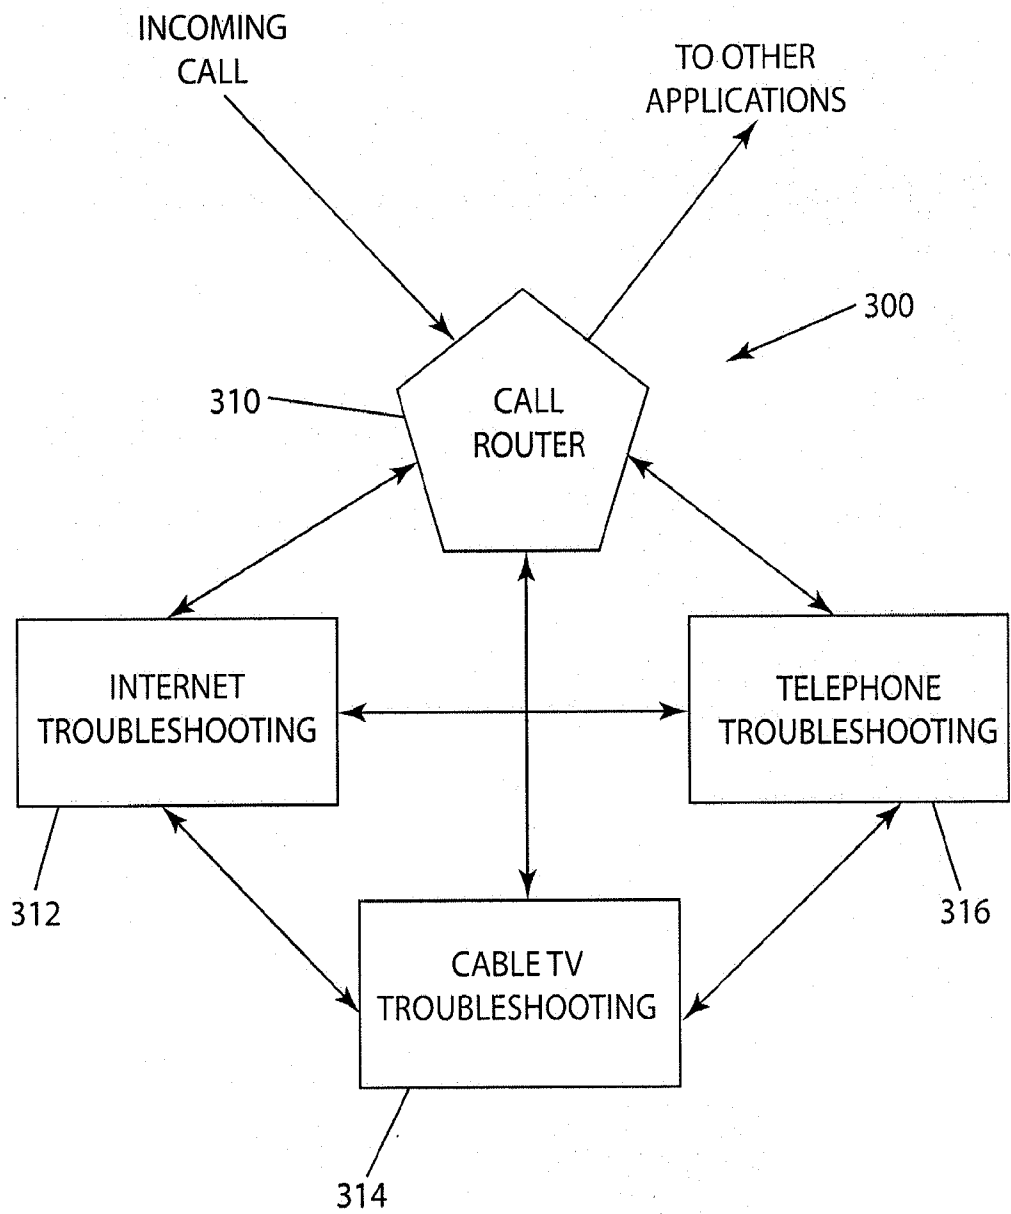 INCOMING
CALL
TO OTHER
APPLICATIONS
300
310
CALL
ROUTER
INTERNET
TROUBLESHOOTING
TELEPHONE
TROUBLESHOOTING
312
316
CABLE TV
TROUBLESHOOTING
314